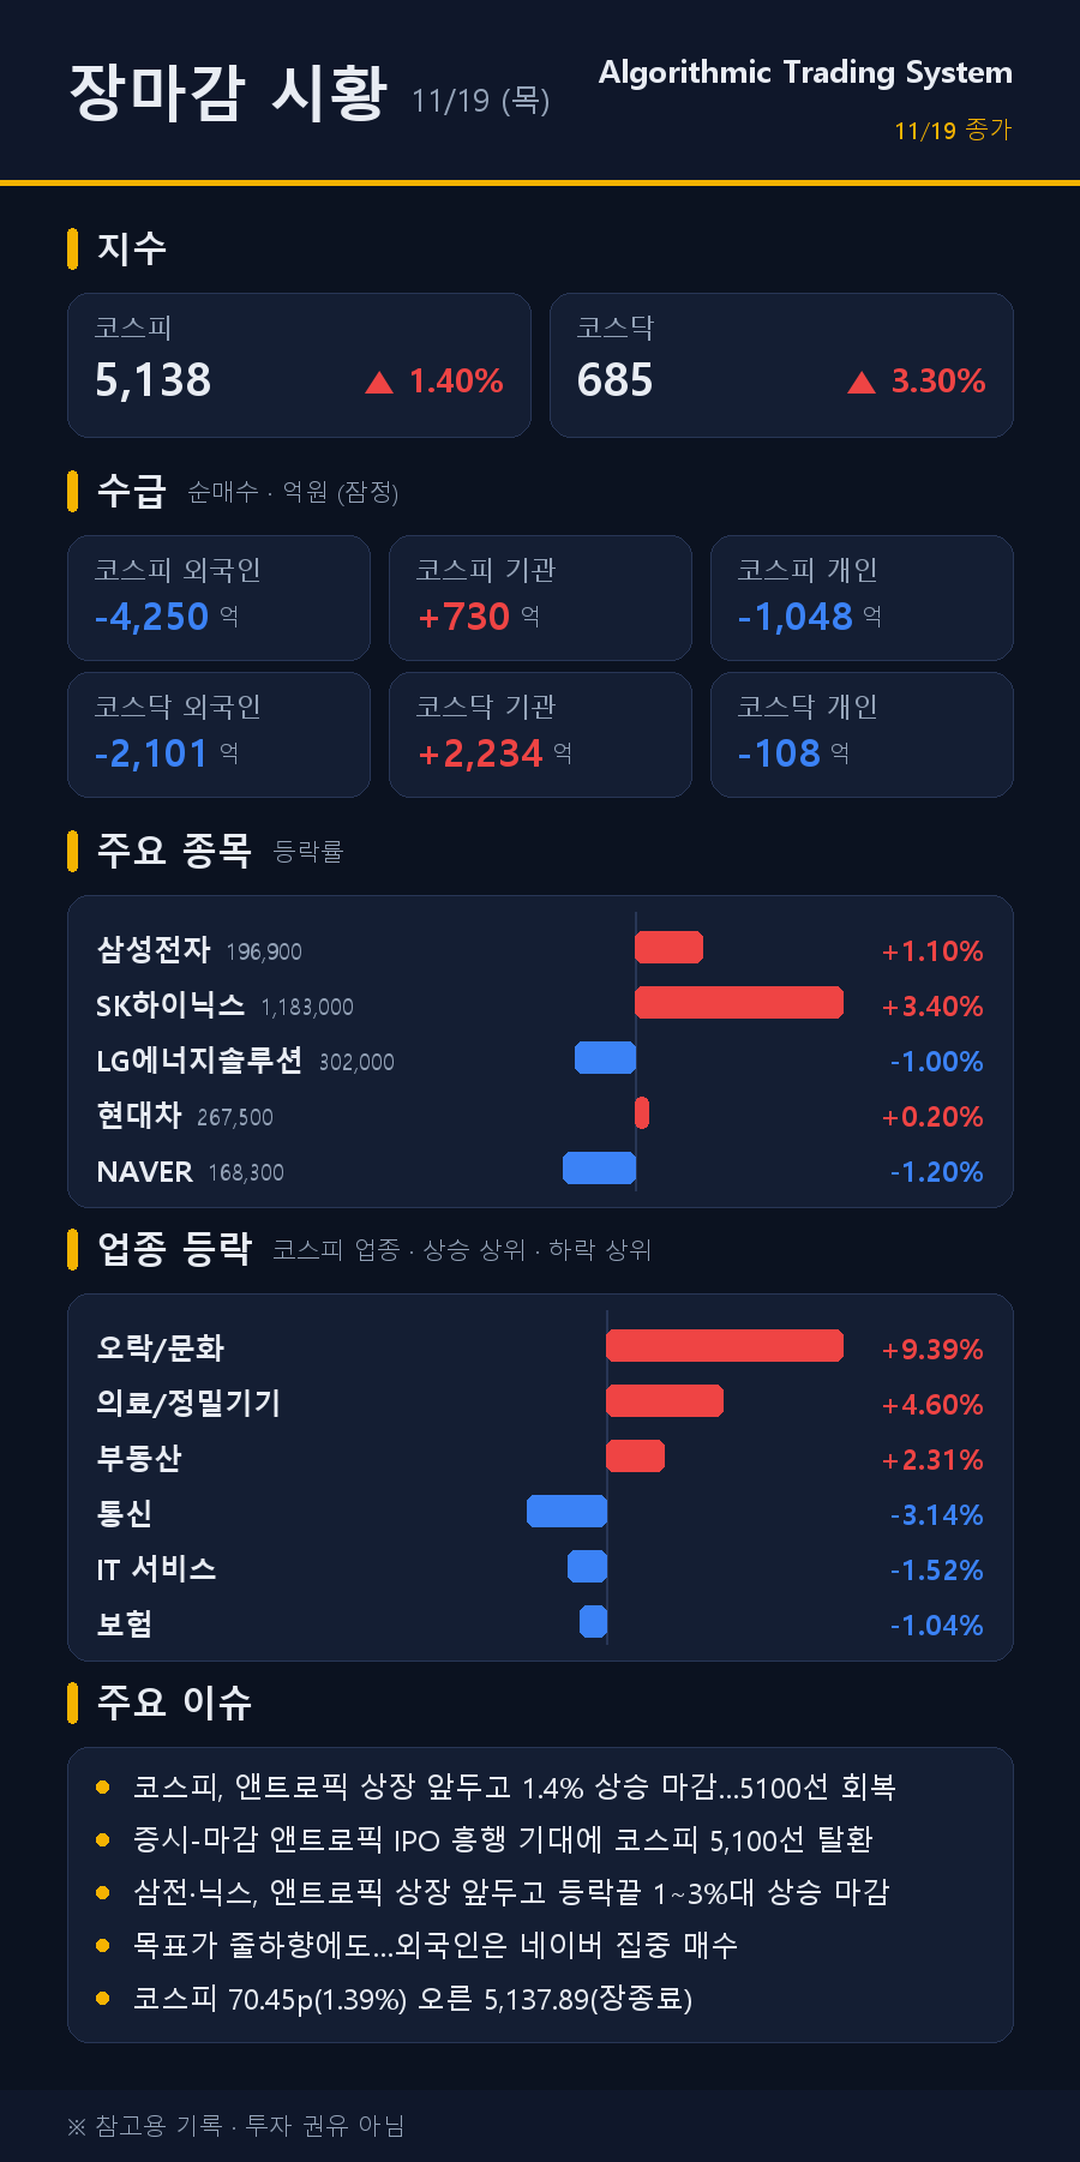 장마감 시황 11/19 (목)
Algorithmic Trading System
11/19 종가
지수
코스피
5,138 ▲ 1.40%
코스닥
685 ▲ 3.30%
수급 순매수 · 억원 (잠정)
코스피 외국인
-4,250 억
코스피 기관
+730 억
코스피 개인
-1,048 억
코스닥 외국인
-2,101 억
코스닥 기관
+2,234 억
코스닥 개인
-108 억
주요 종목 등락률
삼성전자 196,900 +1.10%
SK하이닉스 1,183,000 +3.40%
LG에너지솔루션 302,000 -1.00%
현대차 267,500 +0.20%
NAVER 168,300 -1.20%
업종 등락 코스피 업종 · 상승 상위 · 하락 상위
오락/문화 +9.39%
의료/정밀기기 +4.60%
부동산 +2.31%
통신 -3.14%
IT 서비스 -1.52%
보험 -1.04%
주요 이슈
코스피, 앤트로픽 상장 앞두고 1.4% 상승 마감…5100선 회복
증시-마감 앤트로픽 IPO 흥행 기대에 코스피 5,100선 탈환
삼전·닉스, 앤트로픽 상장 앞두고 등락끝 1~3%대 상승 마감
목표가 줄하향에도…외국인은 네이버 집중 매수
코스피 70.45p(1.39%) 오른 5,137.89(장종료)
※ 참고용 기록 · 투자 권유 아님